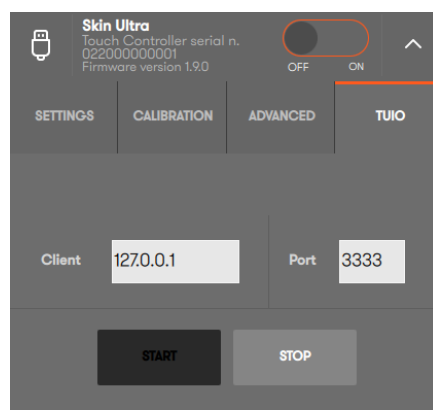 Skin Ultra
Touch Controller serial n.
022000000001
Firmware version 1.9.0
OFF ON
SETTINGS CALIBRATION ADVANCED TUIO
Client 127.0.0.1 Port 3333
START STOP